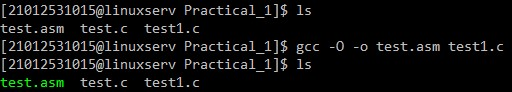 [21012531015@linuxserv Practical_1]$ ls
test.asm  test.c  test1.c
[21012531015@linuxserv Practical_1]$ gcc -O -o test.asm test1.c
[21012531015@linuxserv Practical_1]$ ls
test.asm  test.c  test1.c